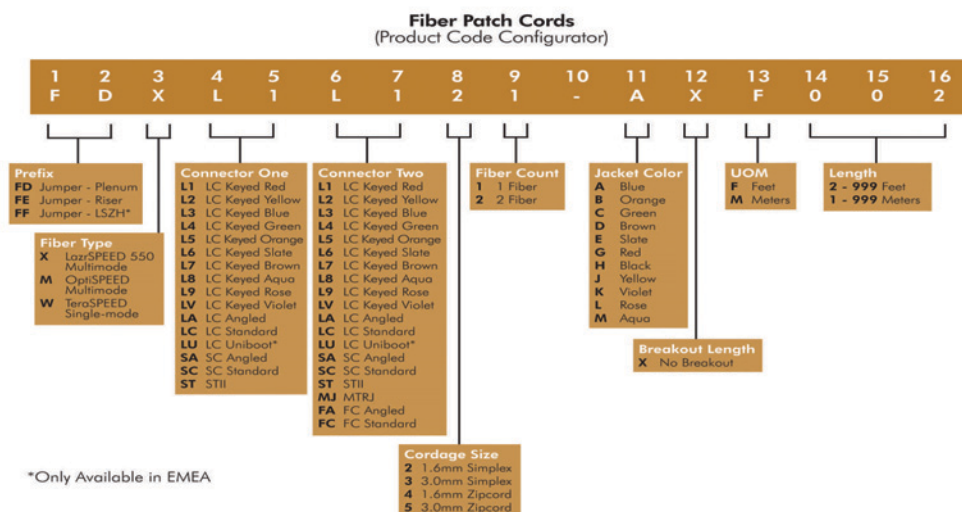 Fiber Patch Cords
(Product Code Configurator)
1 2 3 4 5 6 7 8 9 10 11 12 13 14 15 16
F D X L 1 L 1 2 1 - A X F 0 0 2
Prefix
FD Jumper - Plenum
FE Jumper - Riser
FF Jumper - LSZH*
Fiber Type
X LazrSPEED 550
Multimode
M OptiSPEED
Multimode
W TeraSPEED
Single-mode
Connector One
L1 LC Keyed Red
L2 LC Keyed Yellow
L3 LC Keyed Blue
L4 LC Keyed Green
L5 LC Keyed Orange
L6 LC Keyed Slate
L7 LC Keyed Brown
L8 LC Keyed Aqua
L9 LC Keyed Rose
LV LC Keyed Violet
LA LC Angled
LC LC Standard
LU LC Uniboot*
SA SC Angled
SC SC Standard
ST STII
Connector Two
L1 LC Keyed Red
L2 LC Keyed Yellow
L3 LC Keyed Blue
L4 LC Keyed Green
L5 LC Keyed Orange
L6 LC Keyed Slate
L7 LC Keyed Brown
L8 LC Keyed Aqua
L9 LC Keyed Rose
LV LC Keyed Violet
LA LC Angled
LC LC Standard
LU LC Uniboot*
SA SC Angled
SC SC Standard
ST STII
MJ MTRJ
FA FC Angled
FC FC Standard
Cordage Size
2 1.6mm Simplex
3 3.0mm Simplex
4 1.6mm Zipcord
5 3.0mm Zipcord
Fiber Count
1 1 Fiber
2 2 Fiber
Jacket Color
A Blue
B Orange
C Green
D Brown
E Slate
G Red
H Black
J Yellow
K Violet
L Rose
M Aqua
Breakout Length
X No Breakout
UOM
F Feet
M Meters
Length
2 - 999 Feet
1 - 999 Meters
*Only Available in EMEA